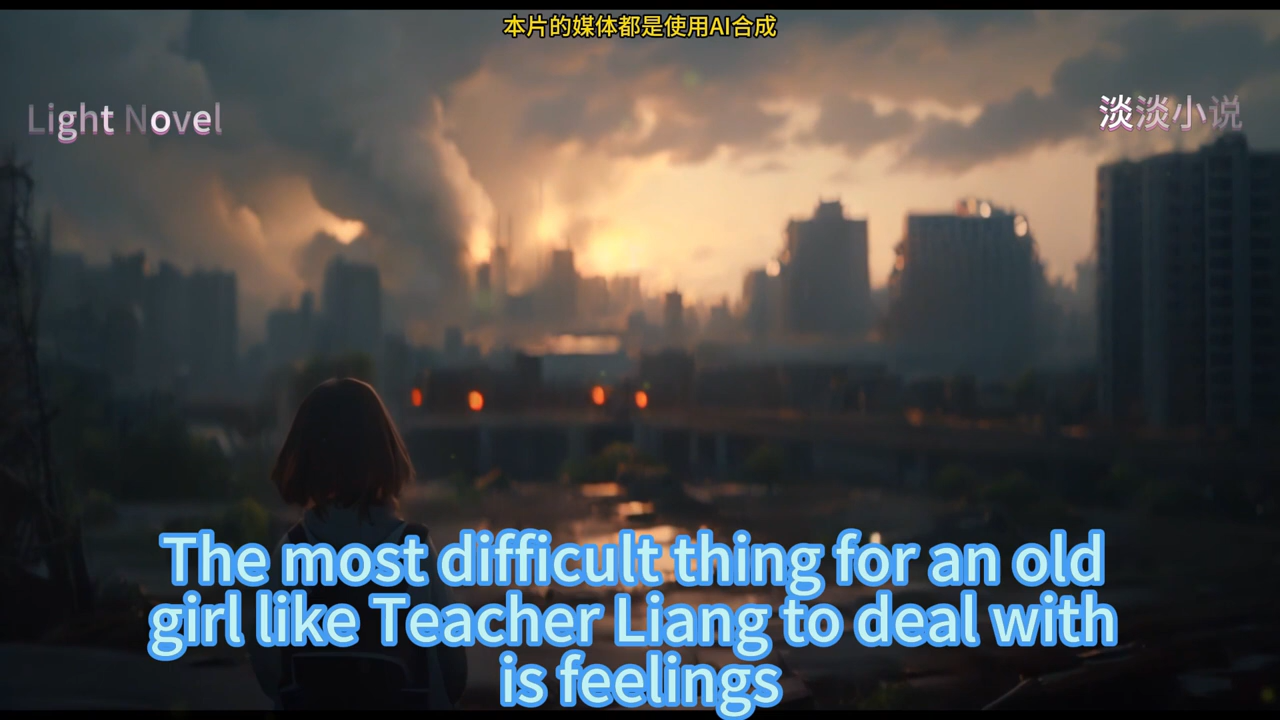 本片的媒体都是使用AI合成
Light Novel
淡淡小说
The most difficult thing for an old
girl like Teacher Liang to deal with
is feelings